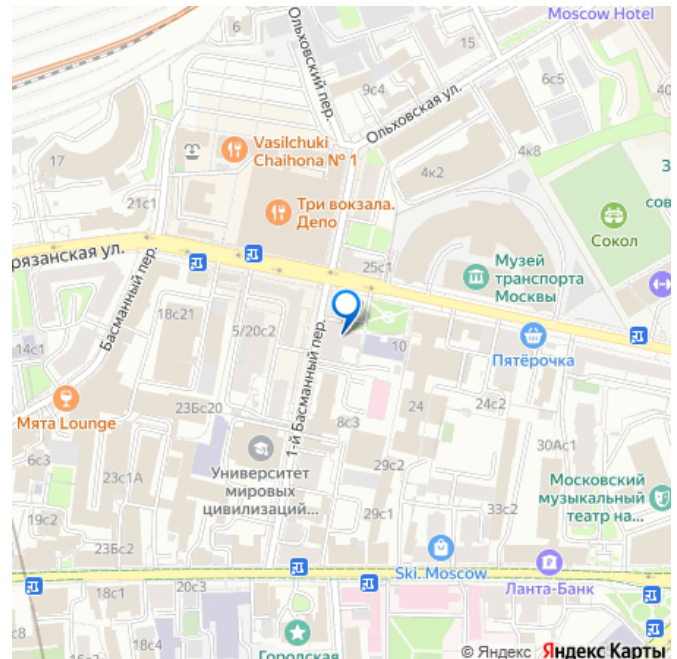 Moscow Hotel
6
15
Ольховский пер.
9с4
6с5
40
Ольховская ул.
Vasilchuki
Chaihona № 1
17
4к8
4к2
21с1
Три вокзала.
Депо
Сокол
сов
рязанская ул.
25с1
Музей
транспорта
Москвы
Басманный пер.
18с21
5/20с2
14с1
10
Пятёрочка
1-й Басманный пер.
Мята Lounge
23Бс20
24
24с2
8с3
30Ас1
6с3
23с1А
Университет
мировых
цивилизаций...
29с2
Московский
музыкальный
театр на...
19с2
29с1
33с2
23Бс2
Ski. Moscow
Ланта-Банк
18с1
20с3
18с4
Городская
© Яндекс Яндекс Карты